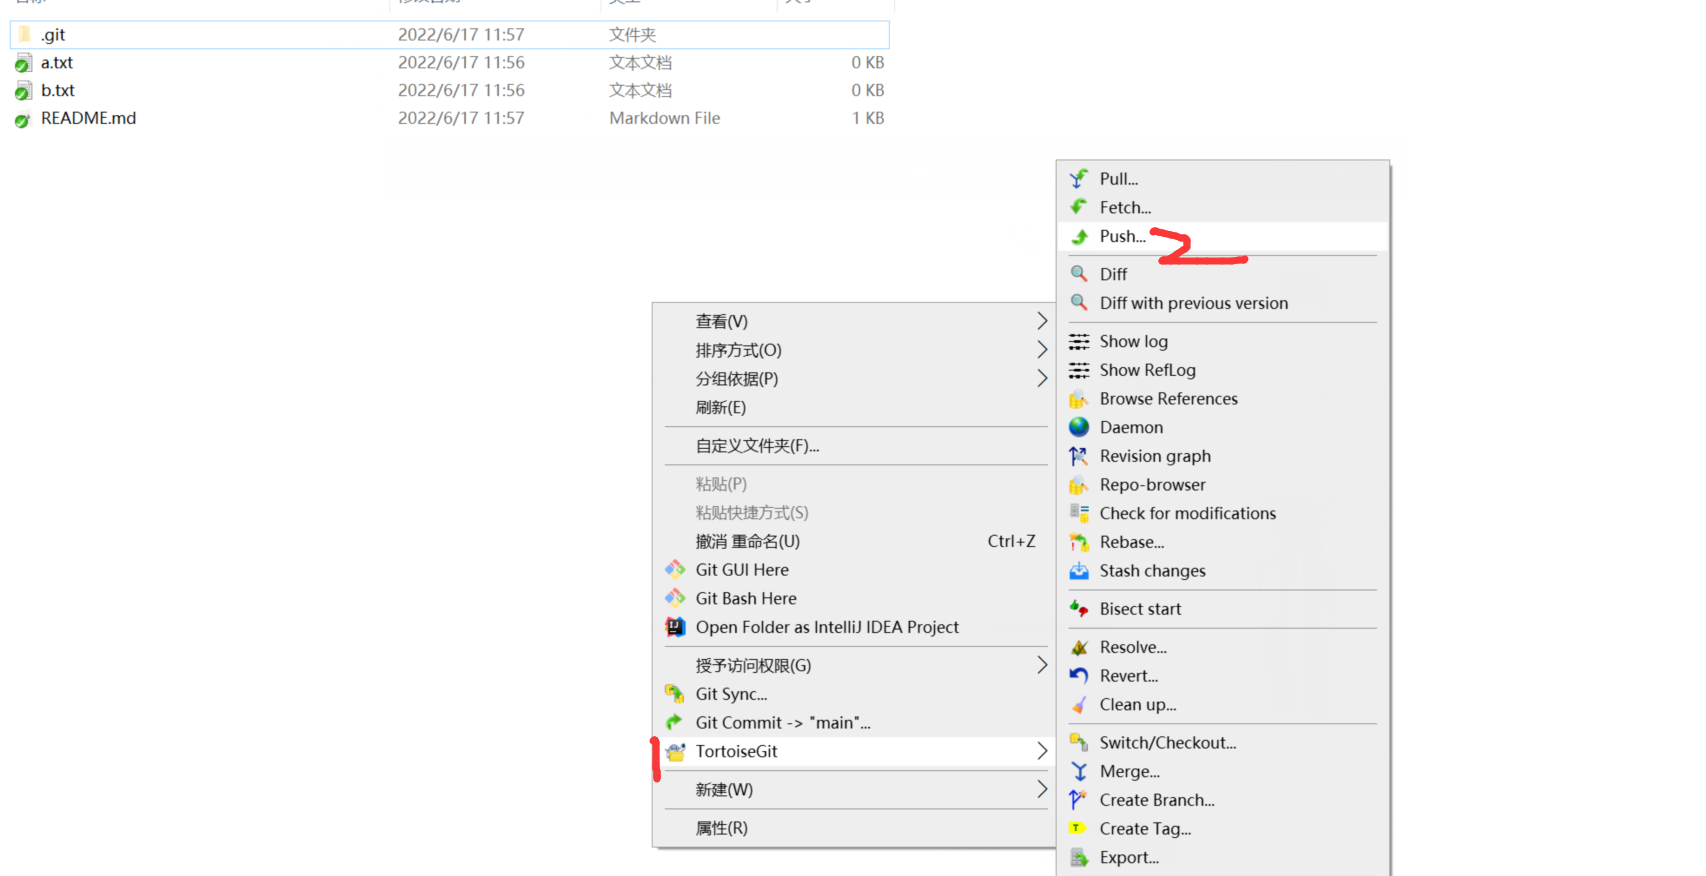 .git 2022/6/17 11:57 文件夹
a.txt 2022/6/17 11:56 文本文档 0 KB
b.txt 2022/6/17 11:56 文本文档 0 KB
README.md 2022/6/17 11:57 Markdown File 1 KB
查看(V)
排序方式(O)
分组依据(P)
刷新(E)
自定义文件夹(F)...
粘贴(P)
粘贴快捷方式(S)
撤消 重命名(U) Ctrl+Z
Git GUI Here
Git Bash Here
Open Folder as IntelliJ IDEA Project
授予访问权限(G)
Git Sync...
Git Commit -> "main"...
1 TortoiseGit
新建(W)
属性(R)
Pull...
Fetch...
Push... 2
Diff
Diff with previous version
Show log
Show RefLog
Browse References
Daemon
Revision graph
Repo-browser
Check for modifications
Rebase...
Stash changes
Bisect start
Resolve...
Revert...
Clean up...
Switch/Checkout...
Merge...
Create Branch...
Create Tag...
Export...